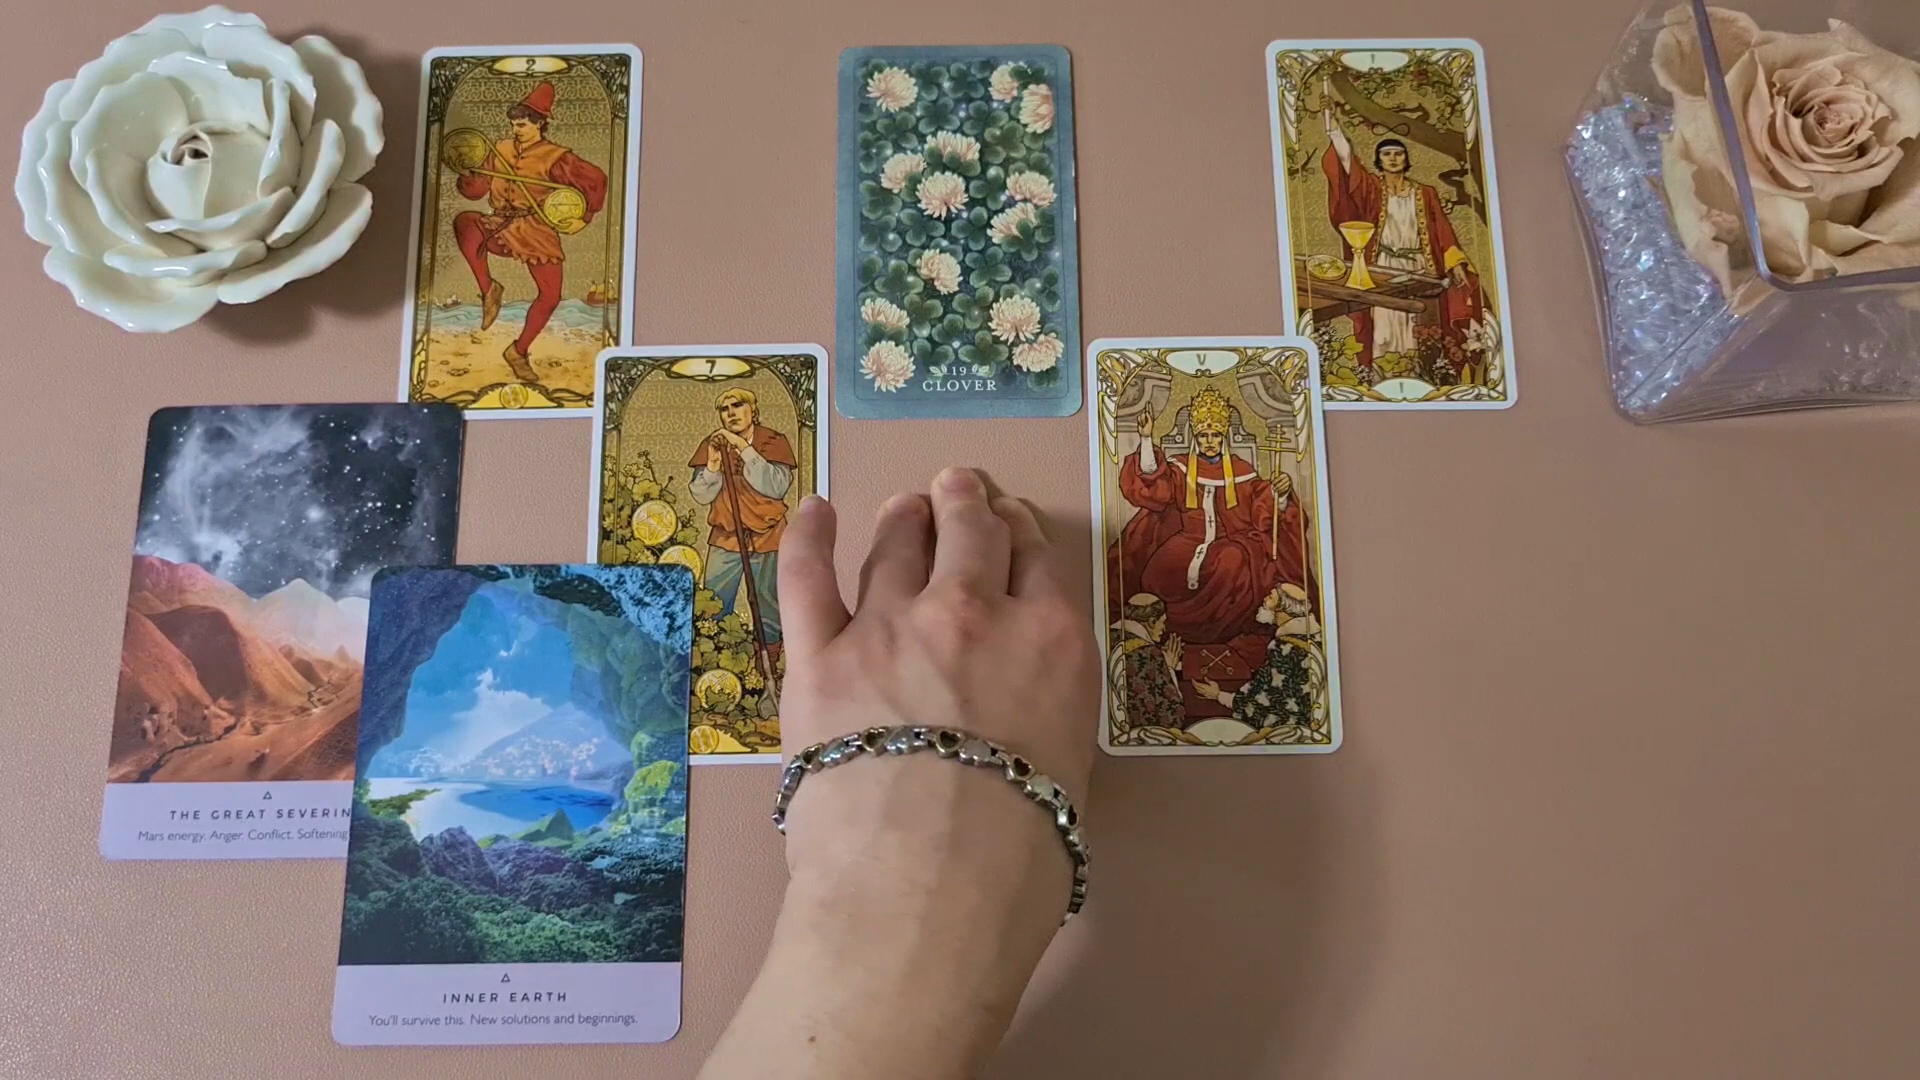 2
7
19
CLOVER
I
V
THE GREAT SEVERIN
Mars energy. Anger. Conflict. Softening
INNER EARTH
You'll survive this. New solutions and beginnings.